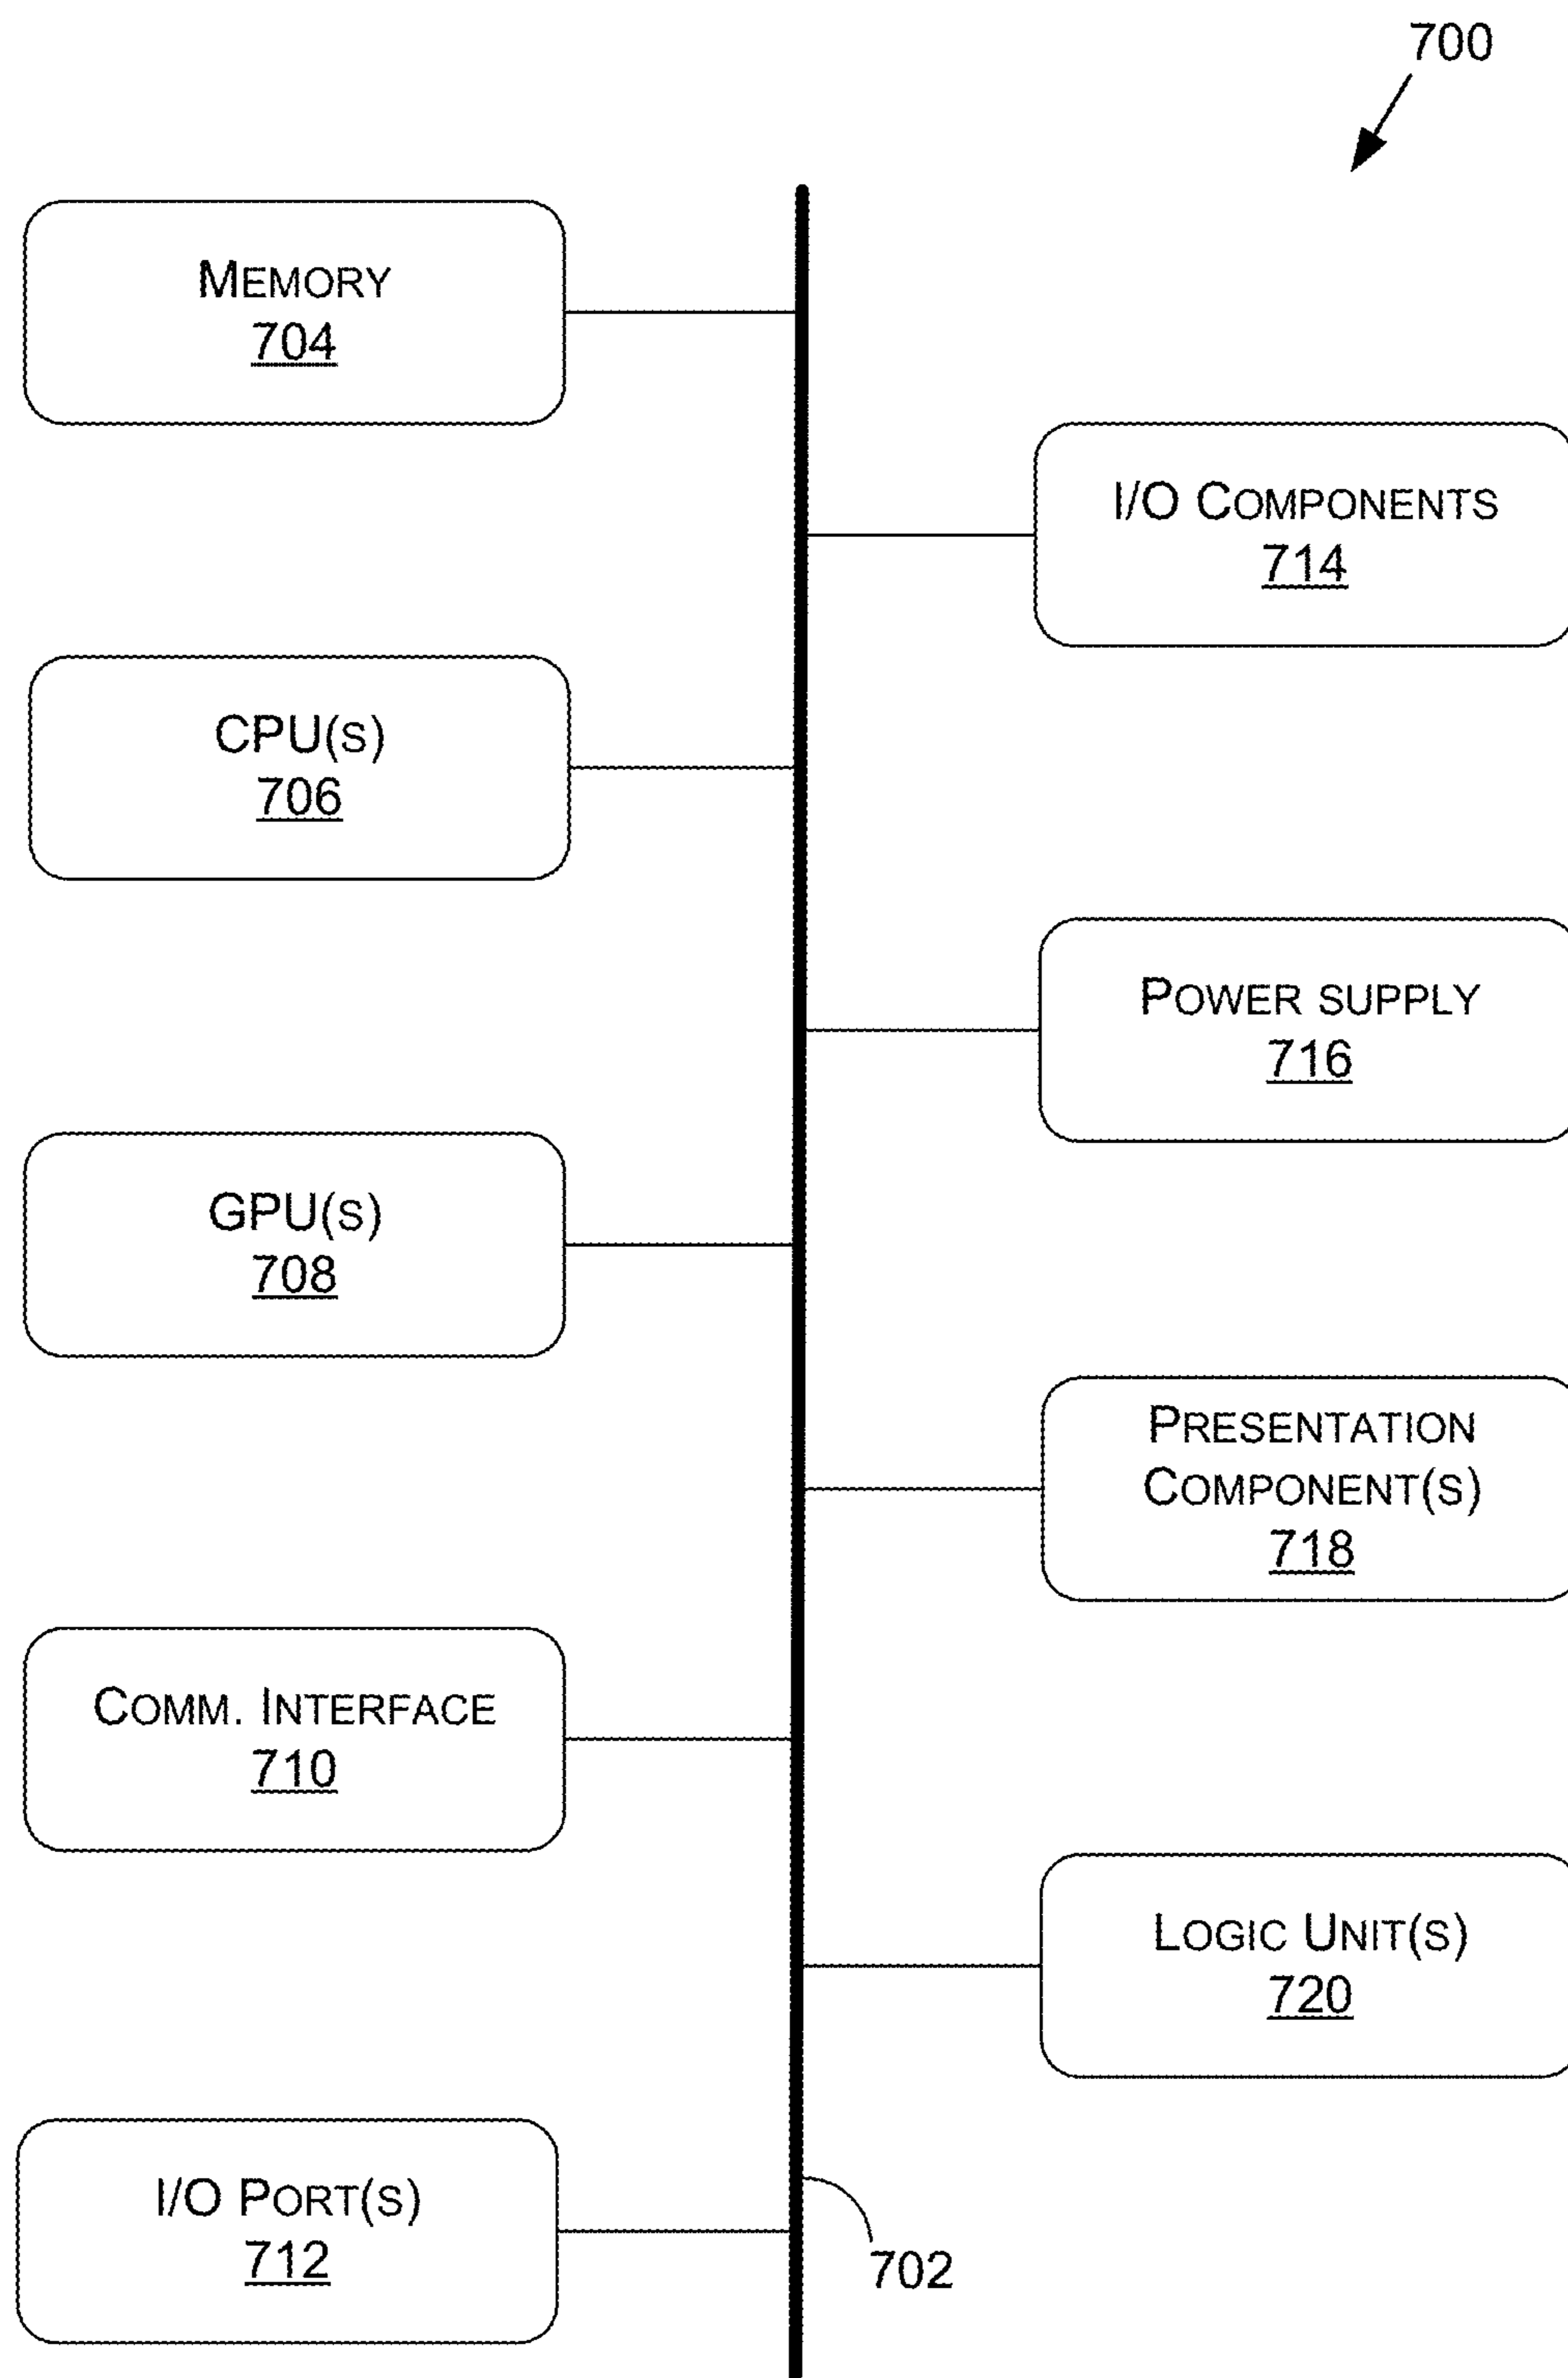 700
MEMORY
704
I/O COMPONENTS
714
CPU(S)
706
POWER SUPPLY
716
GPU(S)
708
PRESENTATION
COMPONENT(S)
718
COMM. INTERFACE
710
LOGIC UNIT(S)
720
I/O PORT(S)
712
702